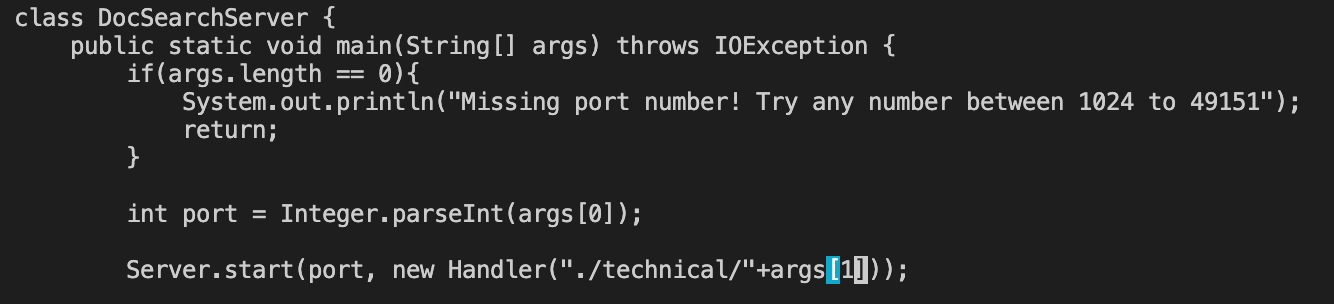 class DocSearchServer {
    public static void main(String[] args) throws IOException {
        if(args.length == 0){
            System.out.println("Missing port number! Try any number between 1024 to 49151");
            return;
        }

        int port = Integer.parseInt(args[0]);

        Server.start(port, new Handler("./technical/"+args[1]));